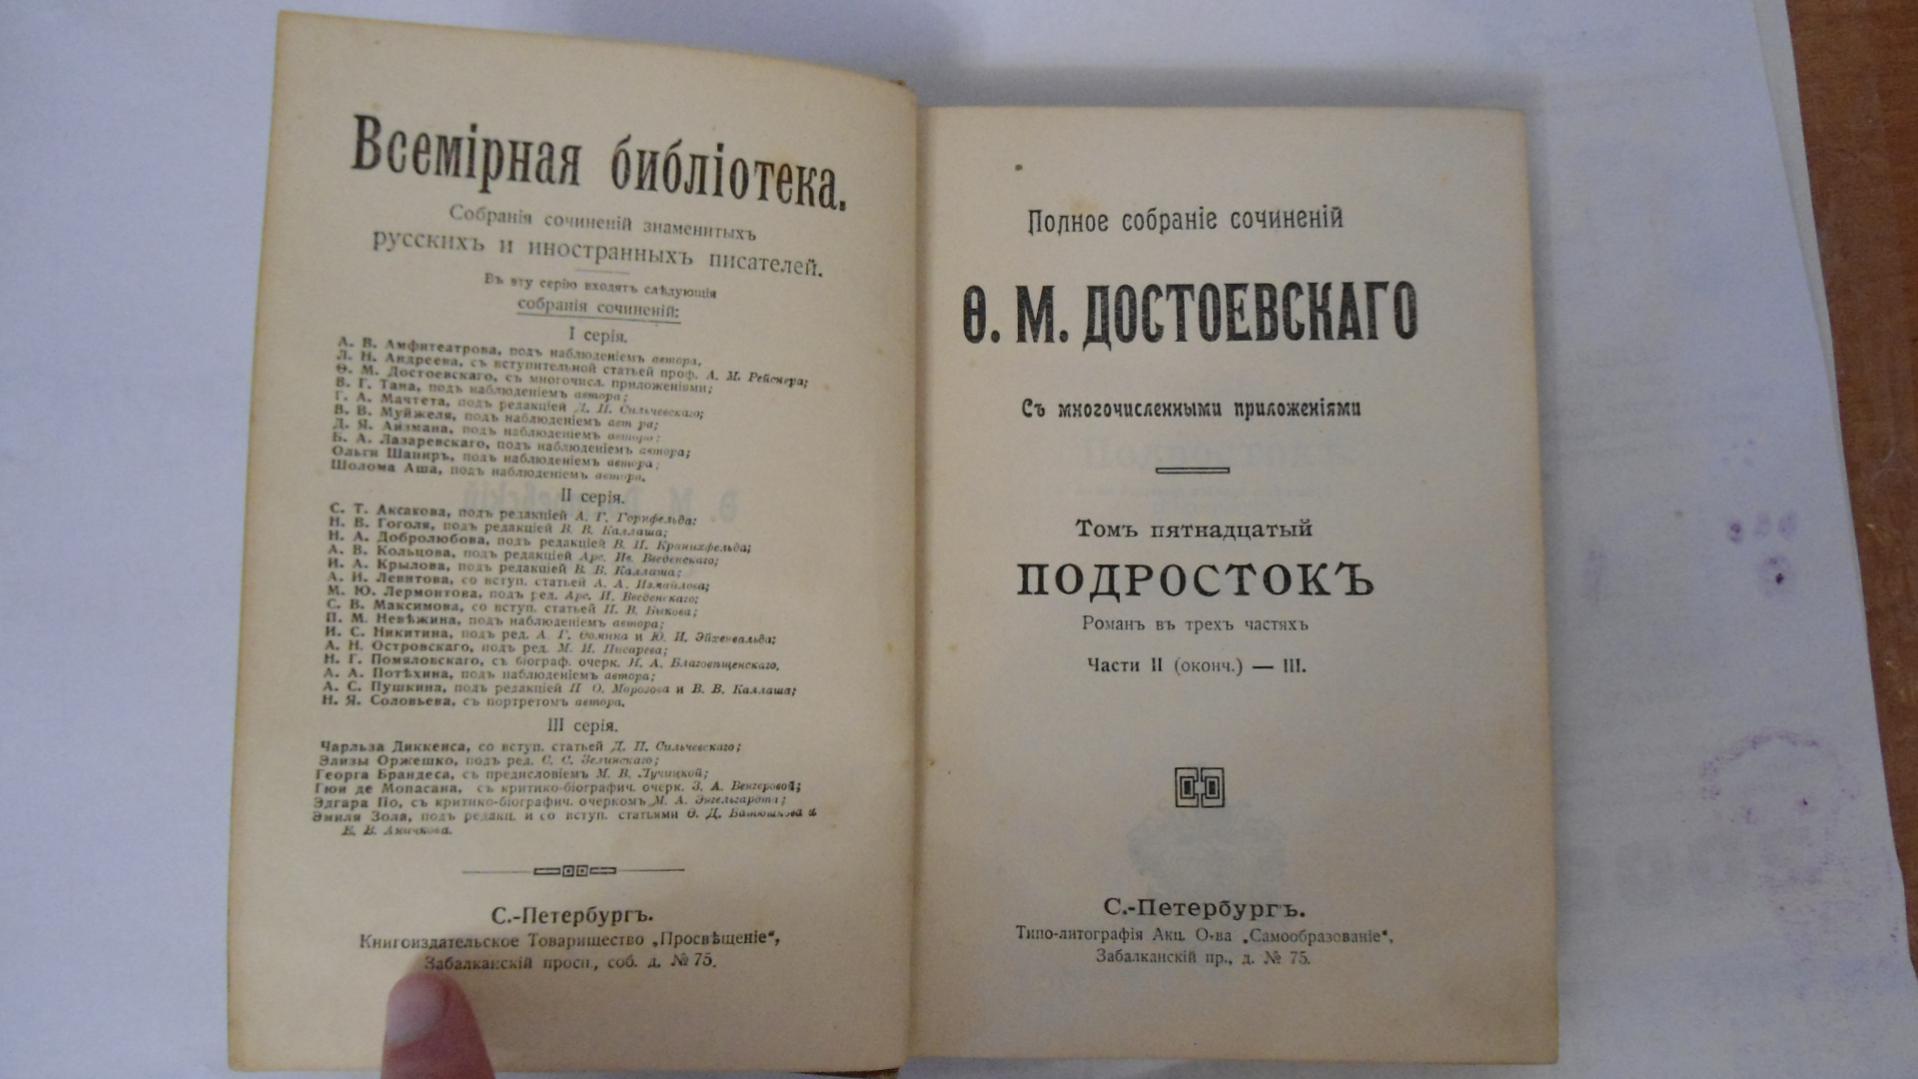 Всемірная библіотека.
Собранія сочиненій знаменитыхъ
русскихъ и иностранныхъ писателей.
Въ эту серію входятъ слѣдующія
собранія сочиненій:
I серія.
А. В. Амфитеатрова, подъ наблюденіемъ автора.
Л. Н. Андреева, съ вступительной статьей проф. А. М. Рейснера;
Ѳ. М. Достоевскаго, съ многочисл. приложеніями;
В. Г. Тана, подъ наблюденіемъ автора;
Г. А. Мачтета, подъ редакціей Д. П. Сильчевскаго;
В. В. Муйжеля, подъ наблюденіемъ авт ра;
Д. Я. Айзмана, подъ наблюденіемъ автора;
Б. А. Лазаревскаго, подъ наблюденіемъ автора;
Ольги Шапиръ, подъ наблюденіемъ автора;
Шолома Аша, подъ наблюденіемъ автора.
II серія.
С. Т. Аксакова, подъ редакціей А. Г. Горнфельда;
Н. В. Гоголя, подъ редакціей В. В. Каллаша;
Н. А. Добролюбова, подъ редакціей В. П. Кранихфельда;
А. В. Кольцова, подъ редакціей Арс. Ив. Введенскаго;
И. А. Крылова, подъ редакціей В. В. Каллаша;
А. И. Левитова, со вступ. статьей А. А. Измайлова;
М. Ю. Лермонтова, подъ ред. Арс. И. Введенскаго;
С. В. Максимова, со вступ. статьей П. В. Быкова;
П. М. Невѣжина, подъ наблюденіемъ автора;
И. С. Никитина, подъ ред. А. Г. Фомина и Ю. И. Эйхенвальда;
А. Н. Островскаго, подъ ред. М. И. Писарева;
Н. Г. Помяловскаго, съ біограф. очерк. Н. А. Благовѣщенскаго.
А. А. Потѣхина, подъ наблюденіемъ автора;
А. С. Пушкина, подъ редакціей П О. Морозова и В. В. Каллаша;
Н. Я. Соловьева, съ портретомъ автора.
III серія.
Чарльза Диккенса, со вступ. статьей Д. П. Сильчевскаго;
Элизы Оржешко, подъ ред. С. С. Зелинскаго;
Георга Брандеса, съ предисловіемъ М. В. Лучицкой;
Гюи де Мопасана, съ критико-біографич. очерк. З. А. Венгеровой;
Эдгара По, съ критико-біографич. очеркомъ М. А. Энгельгардта;
Эмиля Зола, подъ редакц. и со вступ. статьями Ѳ. Д. Батюшкова и
Е. В. Аничкова.
С.-Петербургъ.
Книгоиздательское Товарищество „Просвѣщеніе“,
Забалканскій просп., соб. д. № 75.
Полное собраніе сочиненій
Ѳ. М. ДОСТОЕВСКАГО
Съ многочисленными приложеніями
Томъ пятнадцатый
ПОДРОСТОКЪ
Романъ въ трехъ частяхъ
Части II (оконч.) — III.
С.-Петербургъ.
Типо-литографія Акц. О-ва „Самообразованіе“,
Забалканскій пр., д. № 75.